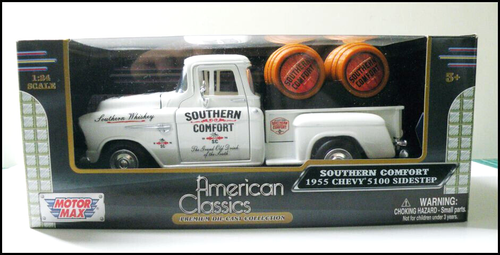 1:24
SCALE
SOUTHERN
COMFORT
SOUTHERN
COMFORT
3+
Southern Whiskey
SOUTHERN
COMFORT
SC
The Grand Old Drink
of the South
American
Classics
PREMIUM DIE-CAST COLLECTION
SOUTHERN COMFORT
1955 CHEVY 5100 SIDESTEP
MOTOR
MAX
WARNING:
CHOKING HAZARD - Small parts.
Not for children under 3 years.